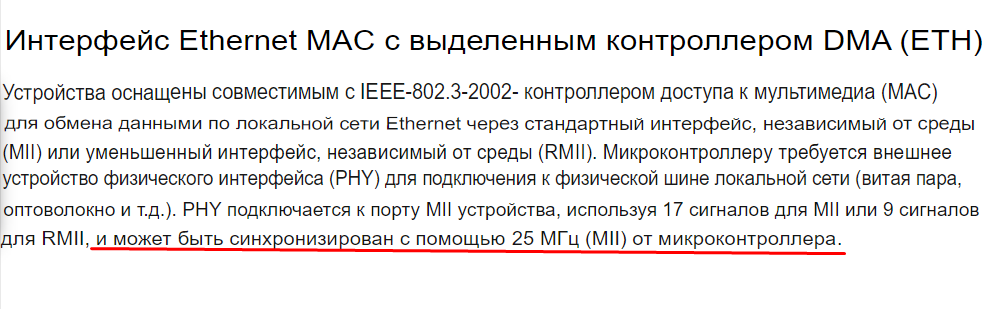 Интерфейс Ethernet MAC с выделенным контроллером DMA (ETH)
Устройства оснащены совместимым с IEEE-802.3-2002- контроллером доступа к мультимедиа (MAC)
для обмена данными по локальной сети Ethernet через стандартный интерфейс, независимый от среды
(MII) или уменьшенный интерфейс, независимый от среды (RMII). Микроконтроллеру требуется внешнее
устройство физического интерфейса (PHY) для подключения к физической шине локальной сети (витая пара,
оптоволокно и т.д.). PHY подключается к порту MII устройства, используя 17 сигналов для MII или 9 сигналов
для RMII, и может быть синхронизирован с помощью 25 МГц (MII) от микроконтроллера.